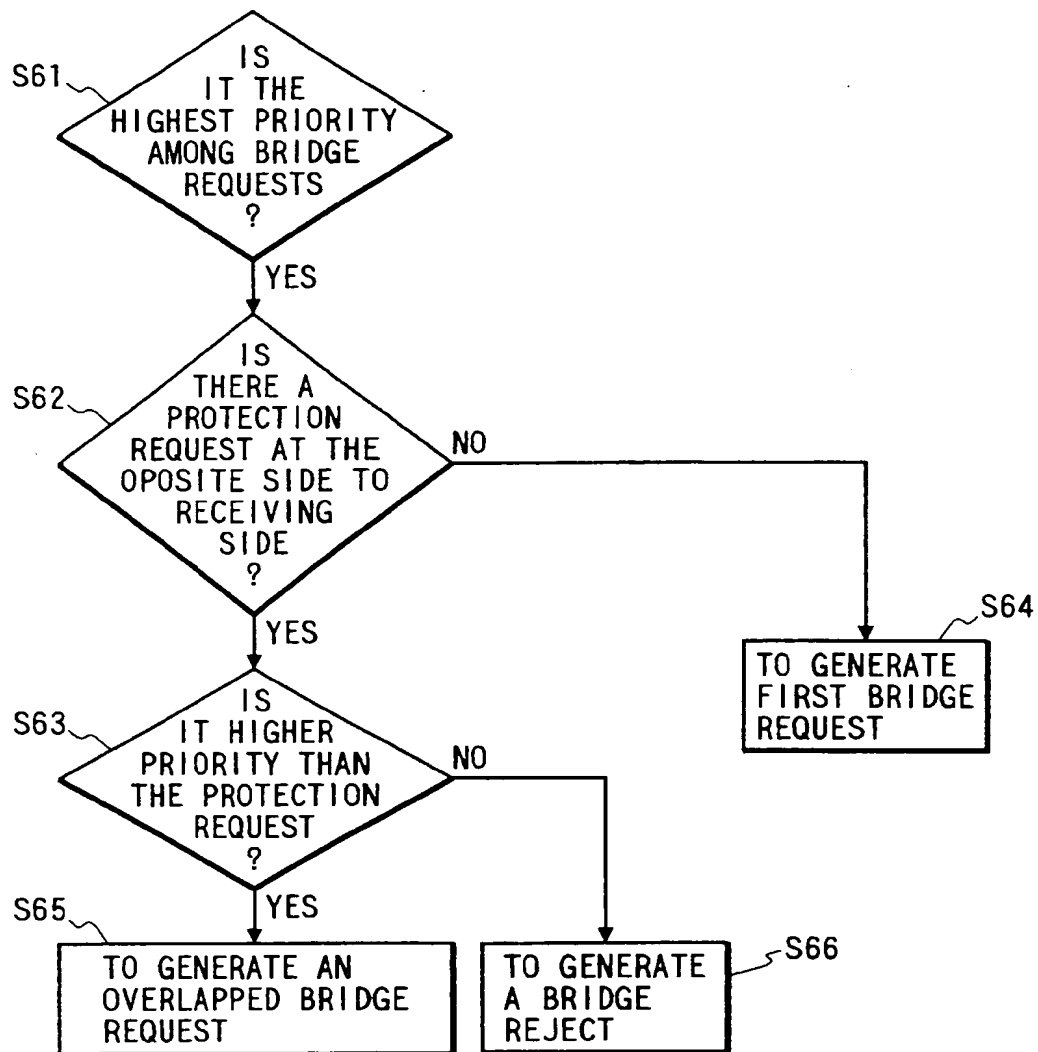 S61
IS
IT THE
HIGHEST PRIORITY
AMONG BRIDGE
REQUESTS
?
YES
S62
IS
THERE A
PROTECTION
REQUEST AT THE
OPOSITE SIDE TO
RECEIVING
SIDE
?
NO
YES
S64
TO GENERATE
FIRST BRIDGE
REQUEST
S63
IS
IT HIGHER
PRIORITY THAN
THE PROTECTION
REQUEST
?
NO
YES
S65
TO GENERATE AN
OVERLAPPED BRIDGE
REQUEST
S66
TO GENERATE
A BRIDGE
REJECT